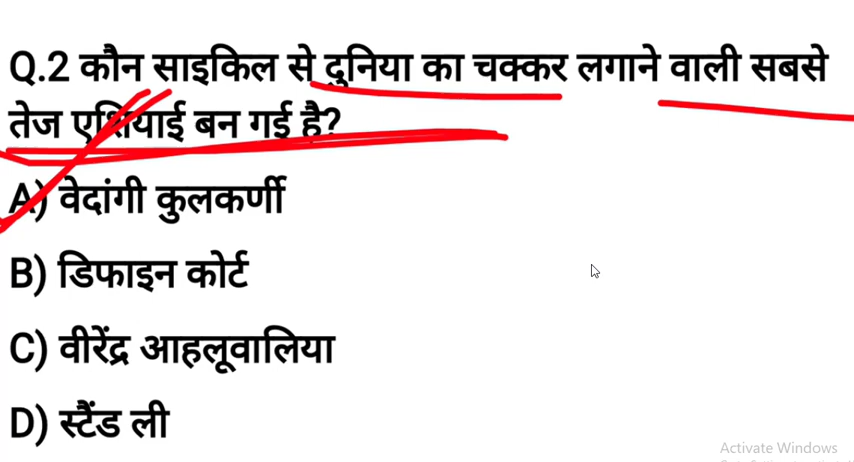 Q.2 कौन साइकिल से दुनिया का चक्कर लगाने वाली सबसे
तेज एशियाई बन गई है?
A) वेदांगी कुलकर्णी
B) डिफाइन कोर्ट
C) वीरेंद्र आहलूवालिया
D) स्टैंड ली
Activate Windows